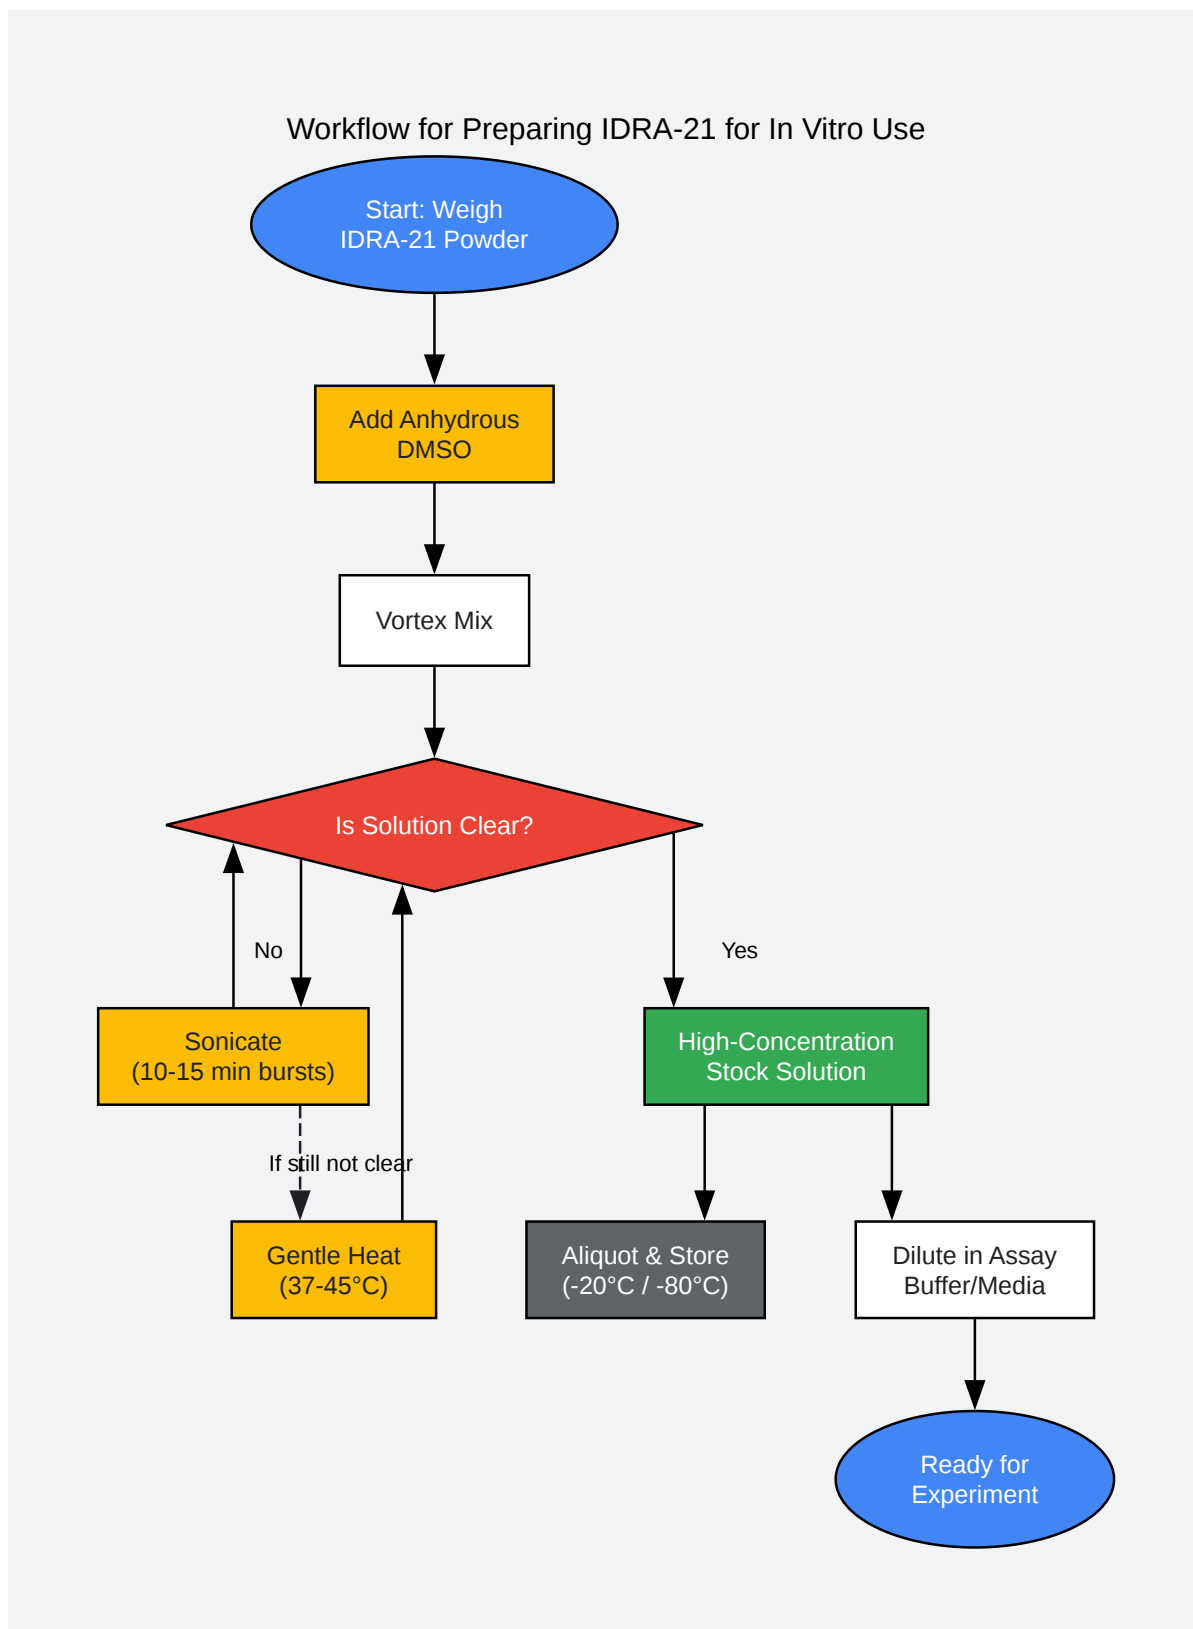 Workflow for Preparing IDRA-21 for In Vitro Use
Start: Weigh
IDRA-21 Powder
Add Anhydrous
DMSO
Vortex Mix
Is Solution Clear?
No
Yes
Sonicate
(10-15 min bursts)
High-Concentration
Stock Solution
If still not clear
Gentle Heat
(37-45°C)
Aliquot & Store
(-20°C / -80°C)
Dilute in Assay
Buffer/Media
Ready for
Experiment